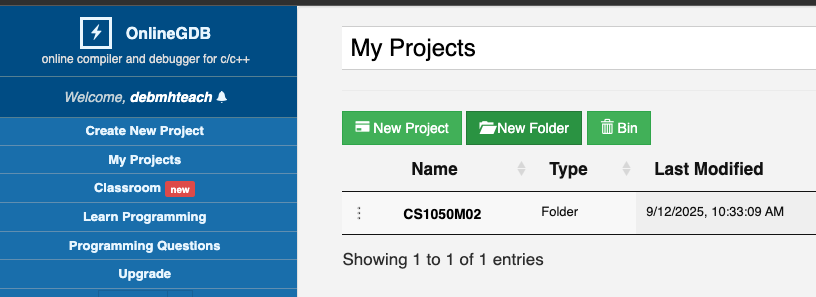 OnlineGDB
online compiler and debugger for c/c++
Welcome, debmhteach
Create New Project
My Projects
Classroom new
Learn Programming
Programming Questions
Upgrade
My Projects
New Project New Folder Bin
Name Type Last Modified
CS1050M02 Folder 9/12/2025, 10:33:09 AM
Showing 1 to 1 of 1 entries